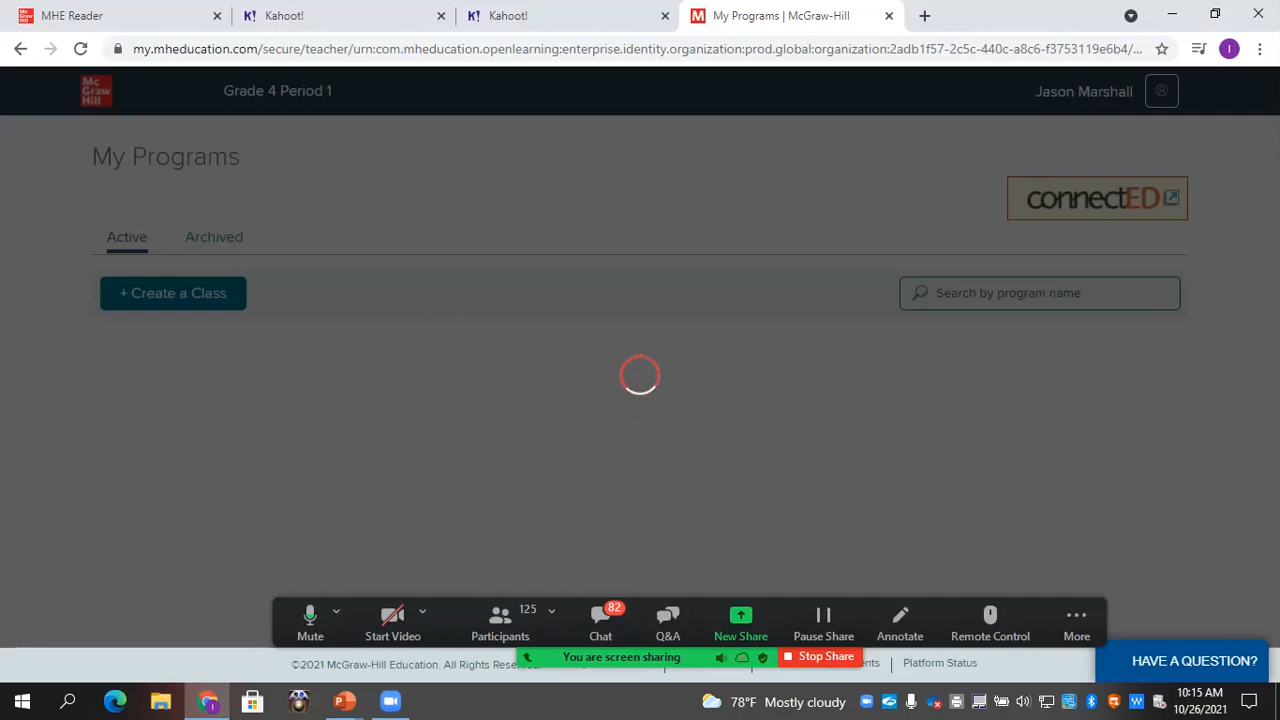 MHE Reader
Kahoot!
Kahoot!
My Programs | McGraw-Hill
my.mheducation.com/secure/teacher/urn:com.mheducation.openlearning:enterprise.identity.organization:prod.global:organization:2adb1f57-2c5c-440c-a8c6-f3753119e6b4/...
Mc
Graw
Hill
Grade 4 Period 1
Jason Marshall
My Programs
connectED
Active
Archived
+ Create a Class
Search by program name
125
82
Mute
Start Video
Participants
Chat
Q&A
New Share
Pause Share
Annotate
Remote Control
More
You are screen sharing
Stop Share
©2021 McGraw-Hill Education. All Rights
Platform Status
HAVE A QUESTION?
78°F Mostly cloudy
10:15 AM
10/26/2021